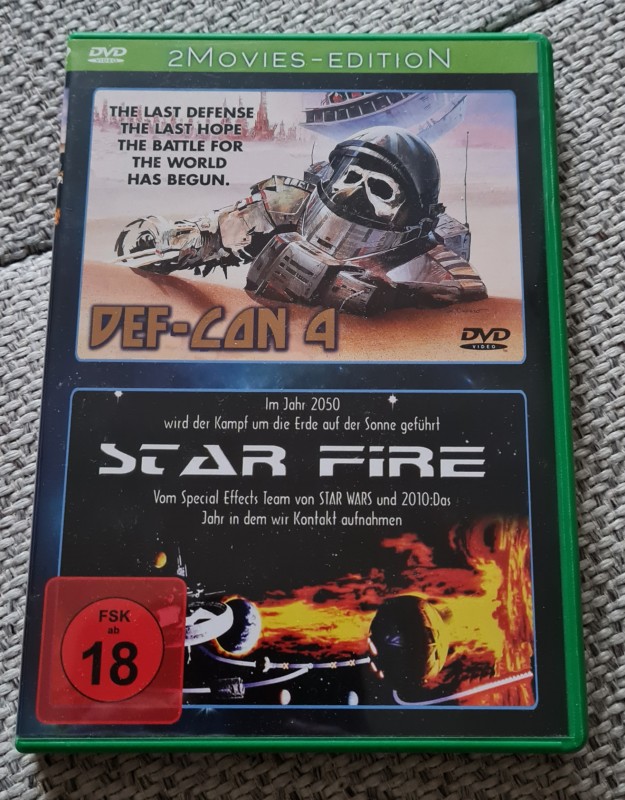 DVD
VIDEO
2MOVIES-EDITION
THE LAST DEFENSE
THE LAST HOPE
THE BATTLE FOR
THE WORLD
HAS BEGUN.
DEF-CON 4
DVD
VIDEO
Im Jahr 2050
wird der Kampf um die Erde auf der Sonne geführt
STAR FIRE
Vom Special Effects Team von STAR WARS und 2010:Das
Jahr in dem wir Kontakt aufnahmen
FSK
ab
18